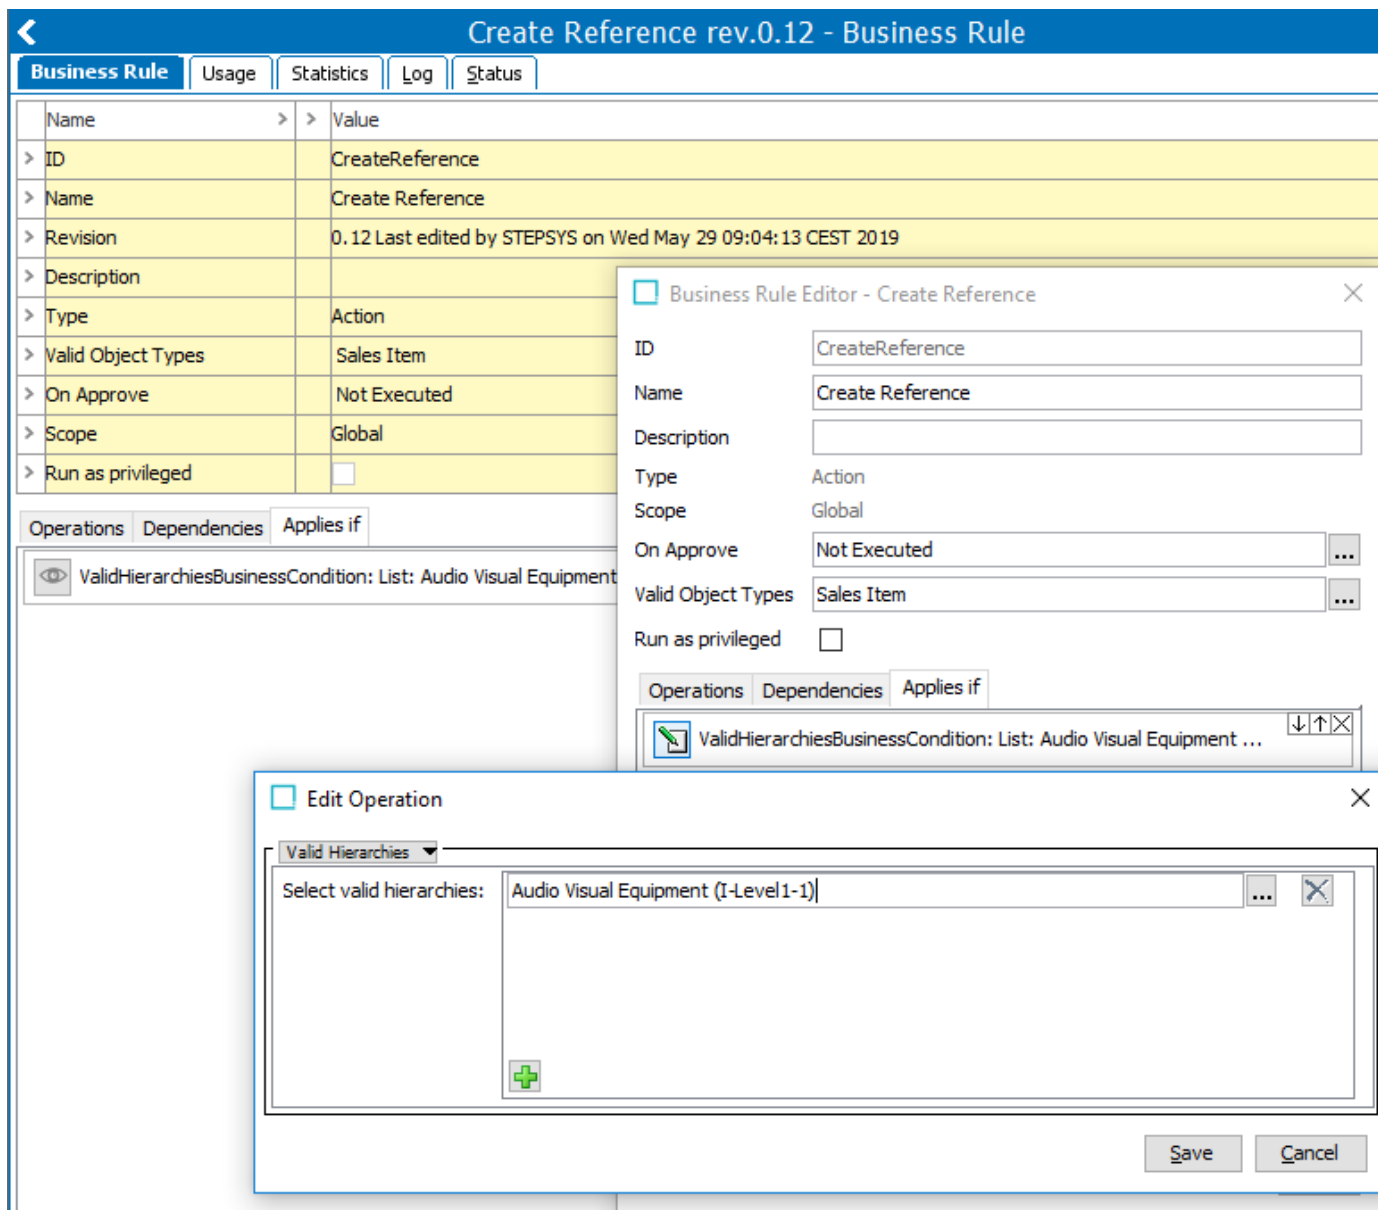 Create Reference rev.0.12 - Business Rule
Business Rule Usage Statistics Log Status
Name > > Value
> ID CreateReference
> Name Create Reference
> Revision 0.12 Last edited by STEPSYS on Wed May 29 09:04:13 CEST 2019
> Description
> Type Action
> Valid Object Types Sales Item
> On Approve Not Executed
> Scope Global
> Run as privileged
Operations Dependencies Applies if
ValidHierarchiesBusinessCondition: List: Audio Visual Equipment
Business Rule Editor - Create Reference
ID CreateReference
Name Create Reference
Description
Type Action
Scope Global
On Approve Not Executed ...
Valid Object Types Sales Item ...
Run as privileged
Operations Dependencies Applies if
ValidHierarchiesBusinessCondition: List: Audio Visual Equipment ...
Edit Operation
Valid Hierarchies
Select valid hierarchies: Audio Visual Equipment (I-Level1-1) ...
Save Cancel